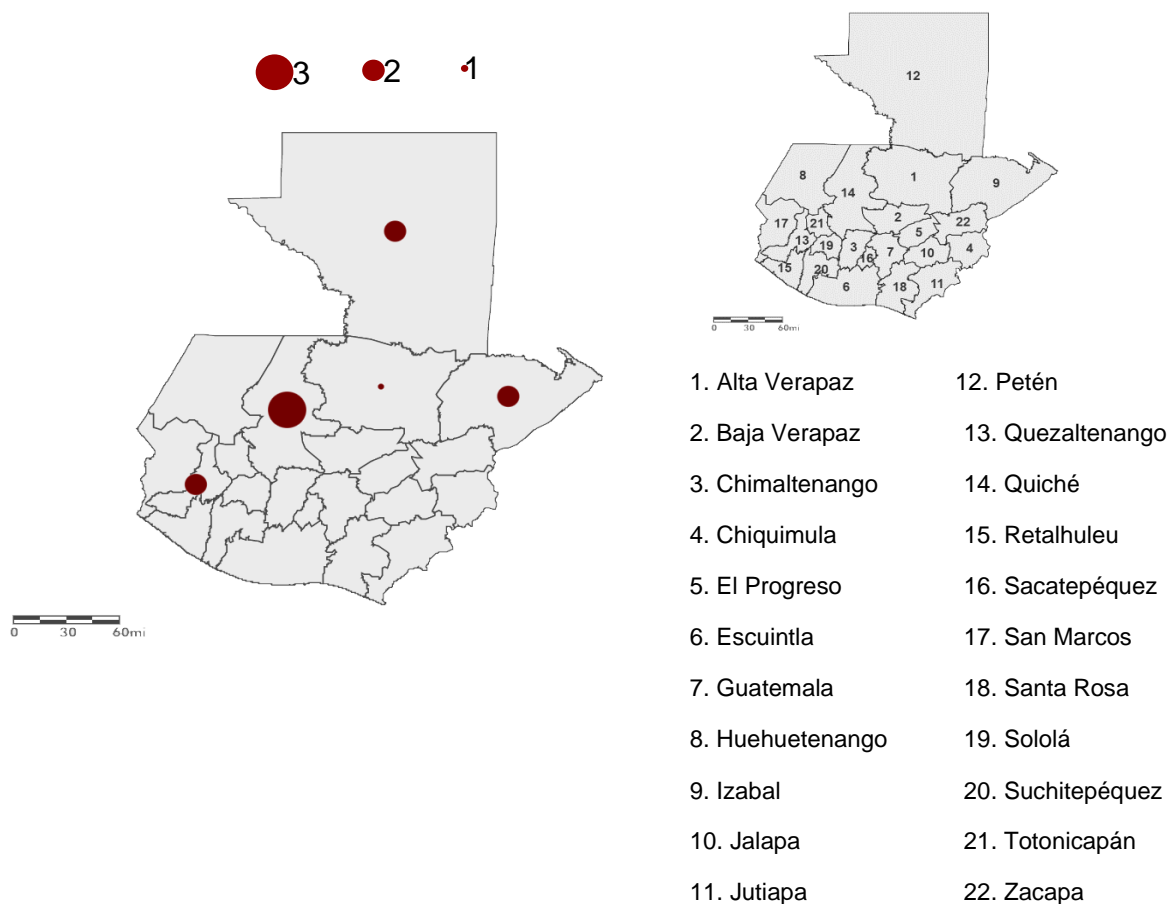 3 2 1
0 30 60mi
12
8
14
1
9
17
21
2
22
13
19
3
5
16
7
10
4
15
20
6
18
11
0 30 60mi
1. Alta Verapaz
2. Baja Verapaz
3. Chimaltenango
4. Chiquimula
5. El Progreso
6. Escuintla
7. Guatemala
8. Huehuetenango
9. Izabal
10. Jalapa
11. Jutiapa
12. Petén
13. Quezaltenango
14. Quiché
15. Retalhuleu
16. Sacatepéquez
17. San Marcos
18. Santa Rosa
19. Sololá
20. Suchitepéquez
21. Totonicapán
22. Zacapa